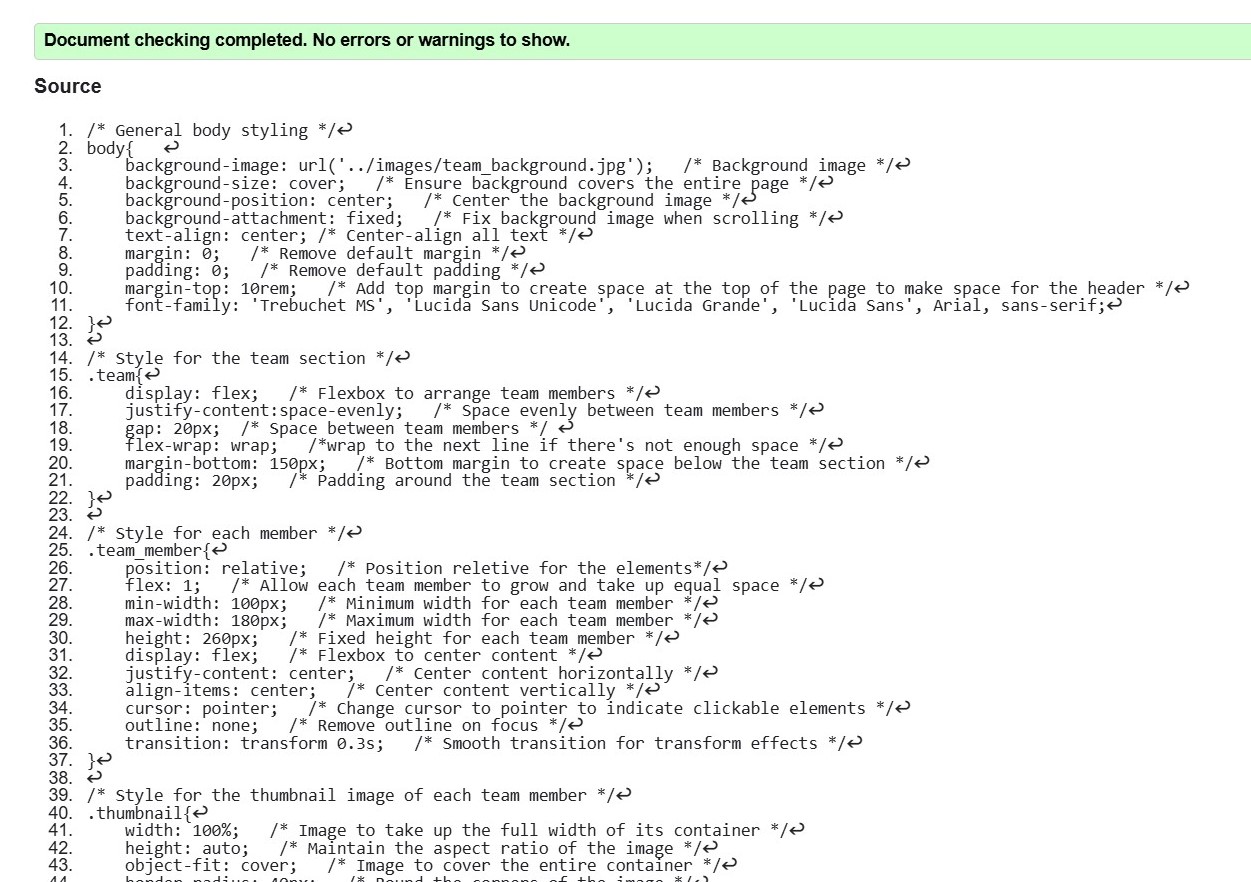 Document checking completed. No errors or warnings to show.
Source
1. /* General body styling */↩
2. body{ ↩
3. background-image: url('../images/team_background.jpg'); /* Background image */↩
4. background-size: cover; /* Ensure background covers the entire page */↩
5. background-position: center; /* Center the background image */↩
6. background-attachment: fixed; /* Fix background image when scrolling */↩
7. text-align: center; /* Center-align all text */↩
8. margin: 0; /* Remove default margin */↩
9. padding: 0; /* Remove default padding */↩
10. margin-top: 10rem; /* Add top margin to create space at the top of the page to make space for the header */↩
11. font-family: 'Trebuchet MS', 'Lucida Sans Unicode', 'Lucida Grande', 'Lucida Sans', Arial, sans-serif;↩
12. }↩
13. ↩
14. /* Style for the team section */↩
15. .team{↩
16. display: flex; /* Flexbox to arrange team members */↩
17. justify-content:space-evenly; /* Space evenly between team members */↩
18. gap: 20px; /* Space between team members */ ↩
19. flex-wrap: wrap; /*wrap to the next line if there's not enough space */↩
20. margin-bottom: 150px; /* Bottom margin to create space below the team section */↩
21. padding: 20px; /* Padding around the team section */↩
22. }↩
23. ↩
24. /* Style for each member */↩
25. .team_member{↩
26. position: relative; /* Position reletive for the elements*/↩
27. flex: 1; /* Allow each team member to grow and take up equal space */↩
28. min-width: 100px; /* Minimum width for each team member */↩
29. max-width: 180px; /* Maximum width for each team member */↩
30. height: 260px; /* Fixed height for each team member */↩
31. display: flex; /* Flexbox to center content */↩
32. justify-content: center; /* Center content horizontally */↩
33. align-items: center; /* Center content vertically */↩
34. cursor: pointer; /* Change cursor to pointer to indicate clickable elements */↩
35. outline: none; /* Remove outline on focus */↩
36. transition: transform 0.3s; /* Smooth transition for transform effects */↩
37. }↩
38. ↩
39. /* Style for the thumbnail image of each team member */↩
40. .thumbnail{↩
41. width: 100%; /* Image to take up the full width of its container */↩
42. height: auto; /* Maintain the aspect ratio of the image */↩
43. object-fit: cover; /* Image to cover the entire container */↩